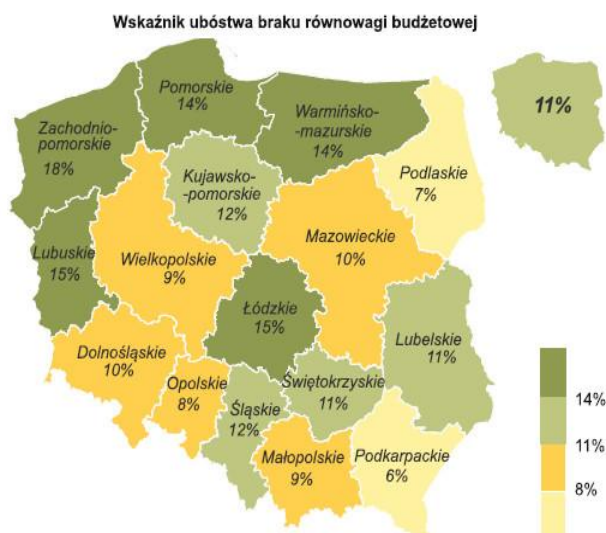 Wskaźnik ubóstwa braku równowagi budżetowej
11%
Pomorskie
14%
Zachodnio-
pomorskie
18%
Warmińsko-
-mazurskie
14%
Podlaskie
7%
Kujawsko-
-pomorskie
12%
Lubuskie
15%
Wielkopolskie
9%
Mazowieckie
10%
Łódzkie
15%
Lubelskie
11%
Dolnośląskie
10%
Opolskie
8%
Śląskie
12%
Świętokrzyskie
11%
Małopolskie
9%
Podkarpackie
6%
14%
11%
8%